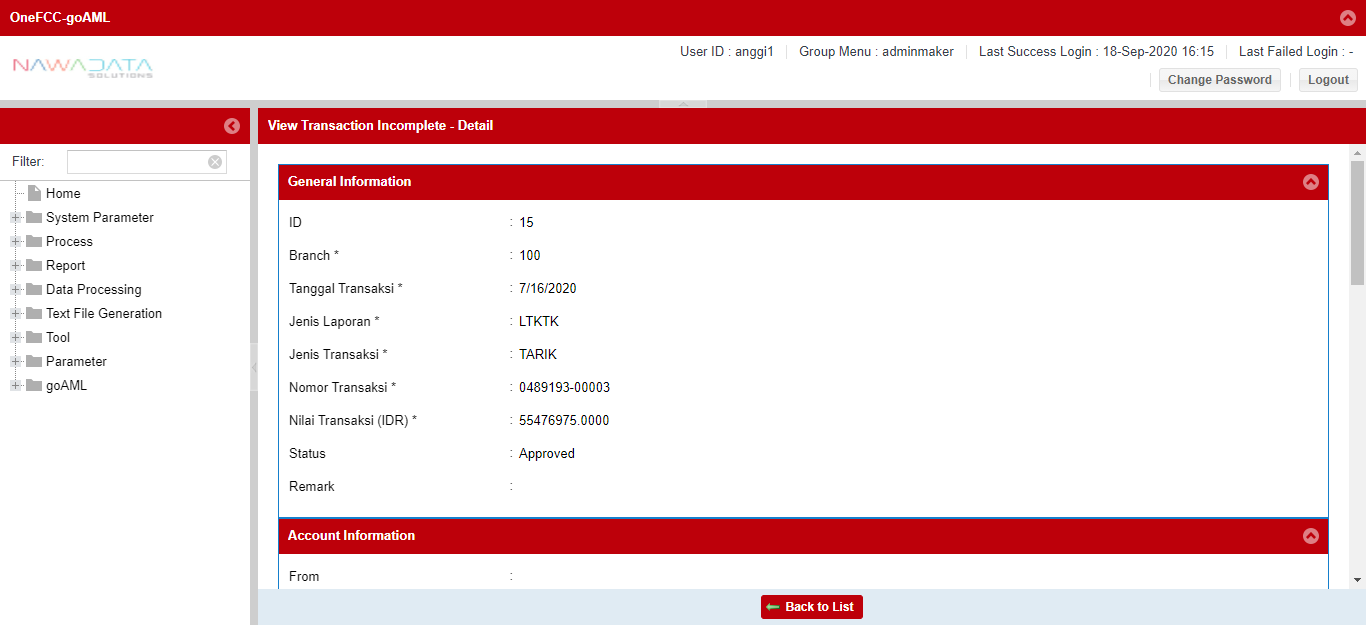 OneFCC-goAML
NAWADATA
SOLUTIONS
User ID : anggi1
Group Menu : adminmaker
Last Success Login : 18-Sep-2020 16:15
Last Failed Login : -
Change Password
Logout
Filter:
Home
System Parameter
Process
Report
Data Processing
Text File Generation
Tool
Parameter
goAML
View Transaction Incomplete - Detail
General Information
ID : 15
Branch * : 100
Tanggal Transaksi * : 7/16/2020
Jenis Laporan * : LTKTK
Jenis Transaksi * : TARIK
Nomor Transaksi * : 0489193-00003
Nilai Transaksi (IDR) * : 55476975.0000
Status : Approved
Remark :
Account Information
From :
Back to List